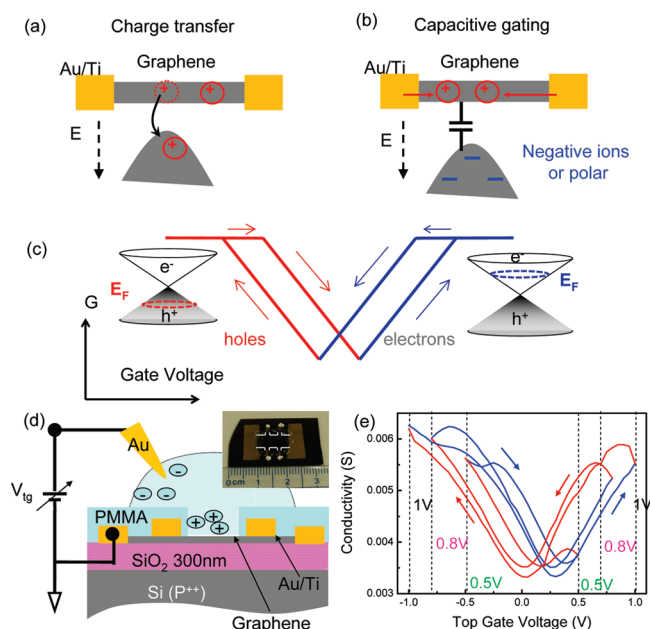 (a) Charge transfer
Graphene
Au/Ti
+ +
E
+
(b) Capacitive gating
Graphene
Au/Ti
+ +
E
Negative ions
or polar
(c)
e-
EF
h+
G
holes
electrons
e-
EF
h+
Gate Voltage
(d)
Au
Vtg
PMMA
SiO2 300nm
Si (P++)
Au/Ti
Graphene
0cm 1 2 3
(e)
Conductivity (S)
0.006
0.005
0.004
0.003
1V
0.8V
0.5V
0.5V
0.8V
1V
-1.0 -0.5 0.0 0.5 1.0
Top Gate Voltage (V)